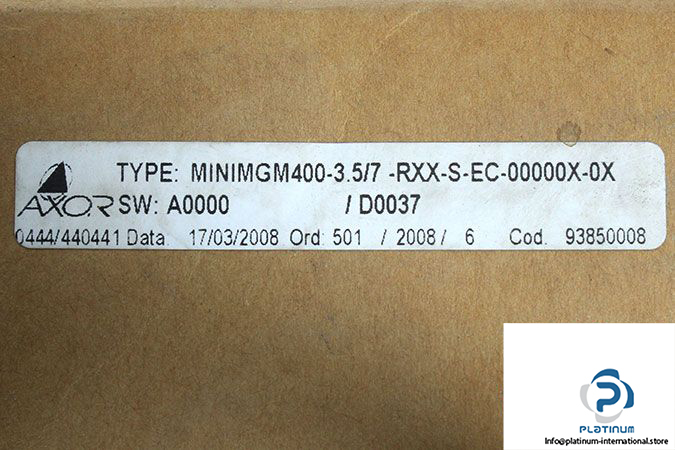 TYPE: MINIMGM400-3.5/7 -RXX-S-EC-00000X-0X
AXOR SW: A0000 / D0037
0444/440441 Data: 17/03/2008 Ord: 501 / 2008 / 6 Cod. 93850008
PLATINUM
Info@platinum-international.store